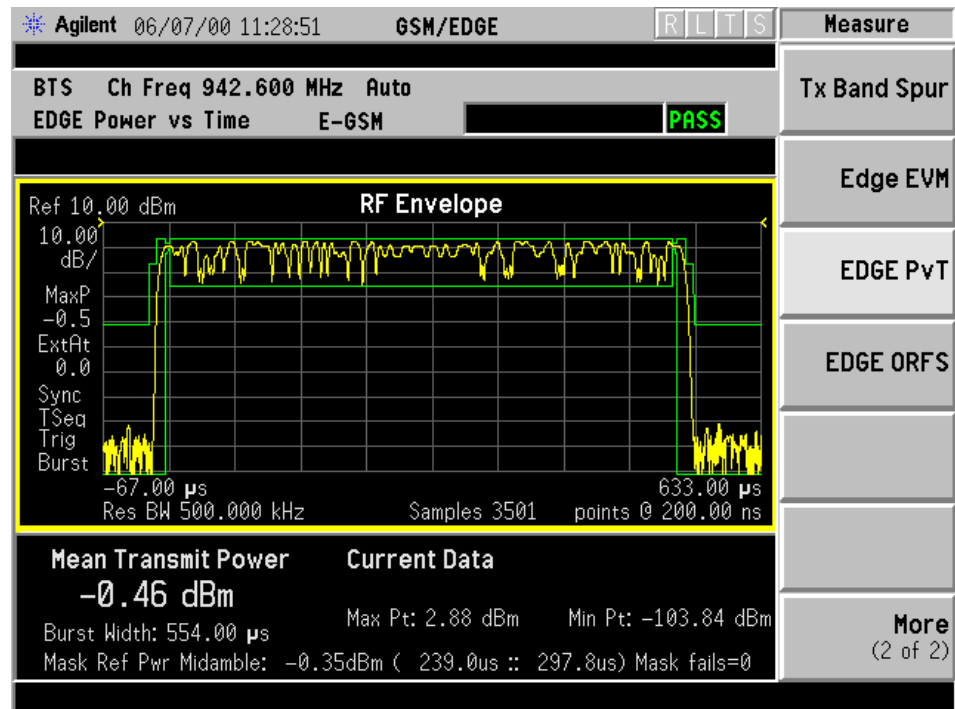 Agilent 06/07/00 11:28:51 GSM/EDGE R L T S Measure
BTS Ch Freq 942.600 MHz Auto
EDGE Power vs Time E-GSM PASS
Ref 10.00 dBm RF Envelope
10.00
dB/
MaxP
-0.5
ExtAt
0.0
Sync
TSeq
Trig
Burst
-67.00 µs 633.00 µs
Res BW 500.000 kHz Samples 3501 points @ 200.00 ns
Mean Transmit Power Current Data
-0.46 dBm
Max Pt: 2.88 dBm Min Pt: -103.84 dBm
Burst Width: 554.00 µs
Mask Ref Pwr Midamble: -0.35dBm ( 239.0us :: 297.8us) Mask fails=0
Tx Band Spur
Edge EVM
EDGE PvT
EDGE ORFS
More
(2 of 2)